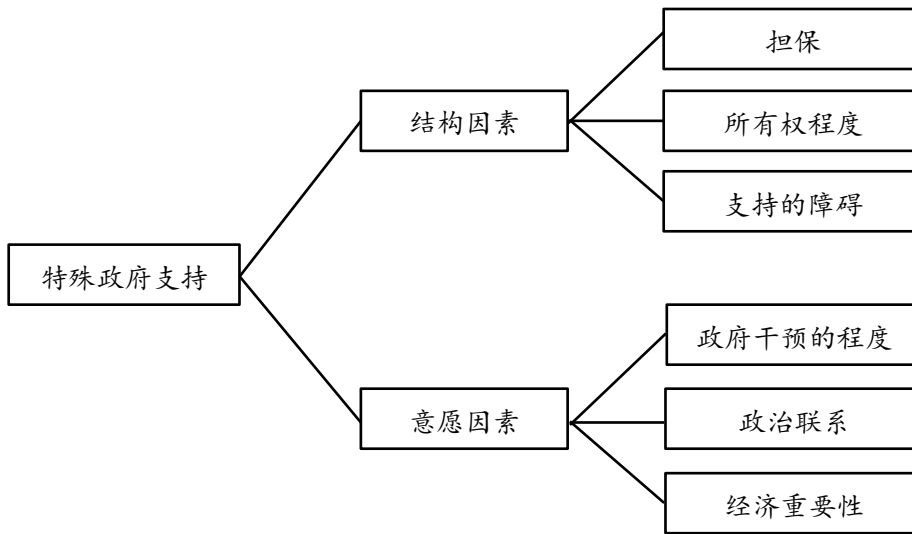 担保
结构因素
所有权程度
支持的障碍
特殊政府支持
政府干预的程度
意愿因素
政治联系
经济重要性